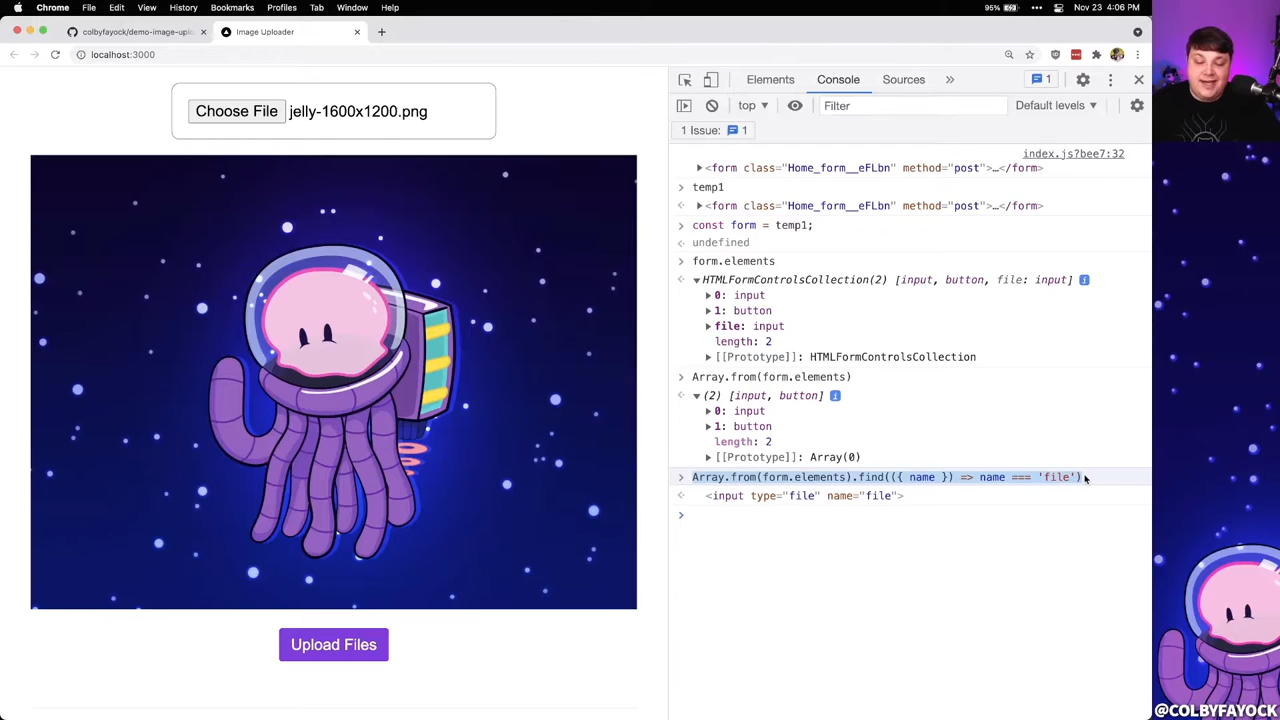 Chrome File Edit View History Bookmarks Profiles Tab Window Help 95% Nov 23 4:06 PM
colbyfayock/demo-image-uplo Image Uploader
localhost:3000
Choose File jelly-1600x1200.png
Upload Files
Elements Console Sources 1
top Filter Default levels
1 Issue: 1
index.js?bee7:32
<form class="Home_form__eFLbn" method="post">…</form>
temp1
<form class="Home_form__eFLbn" method="post">…</form>
const form = temp1;
undefined
form.elements
HTMLFormControlsCollection(2) [input, button, file: input]
0: input
1: button
file: input
length: 2
[[Prototype]]: HTMLFormControlsCollection
Array.from(form.elements)
(2) [input, button]
0: input
1: button
length: 2
[[Prototype]]: Array(0)
Array.from(form.elements).find(({ name }) => name === 'file')
<input type="file" name="file">
@COLBYFAYOCK